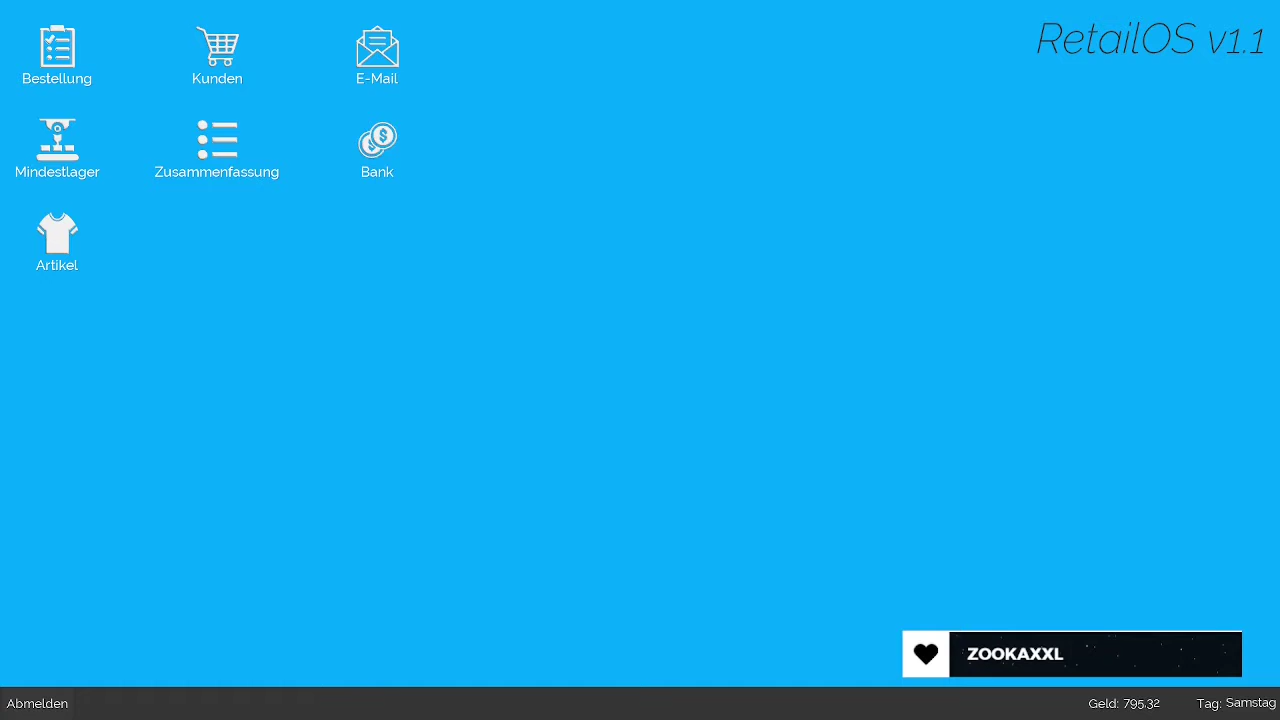 RetailOS v1.1
Bestellung
Kunden
E-Mail
Mindestlager
Zusammenfassung
Bank
Artikel
ZOOKAXXL
Abmelden
Geld: 795.32
Tag: Samstag